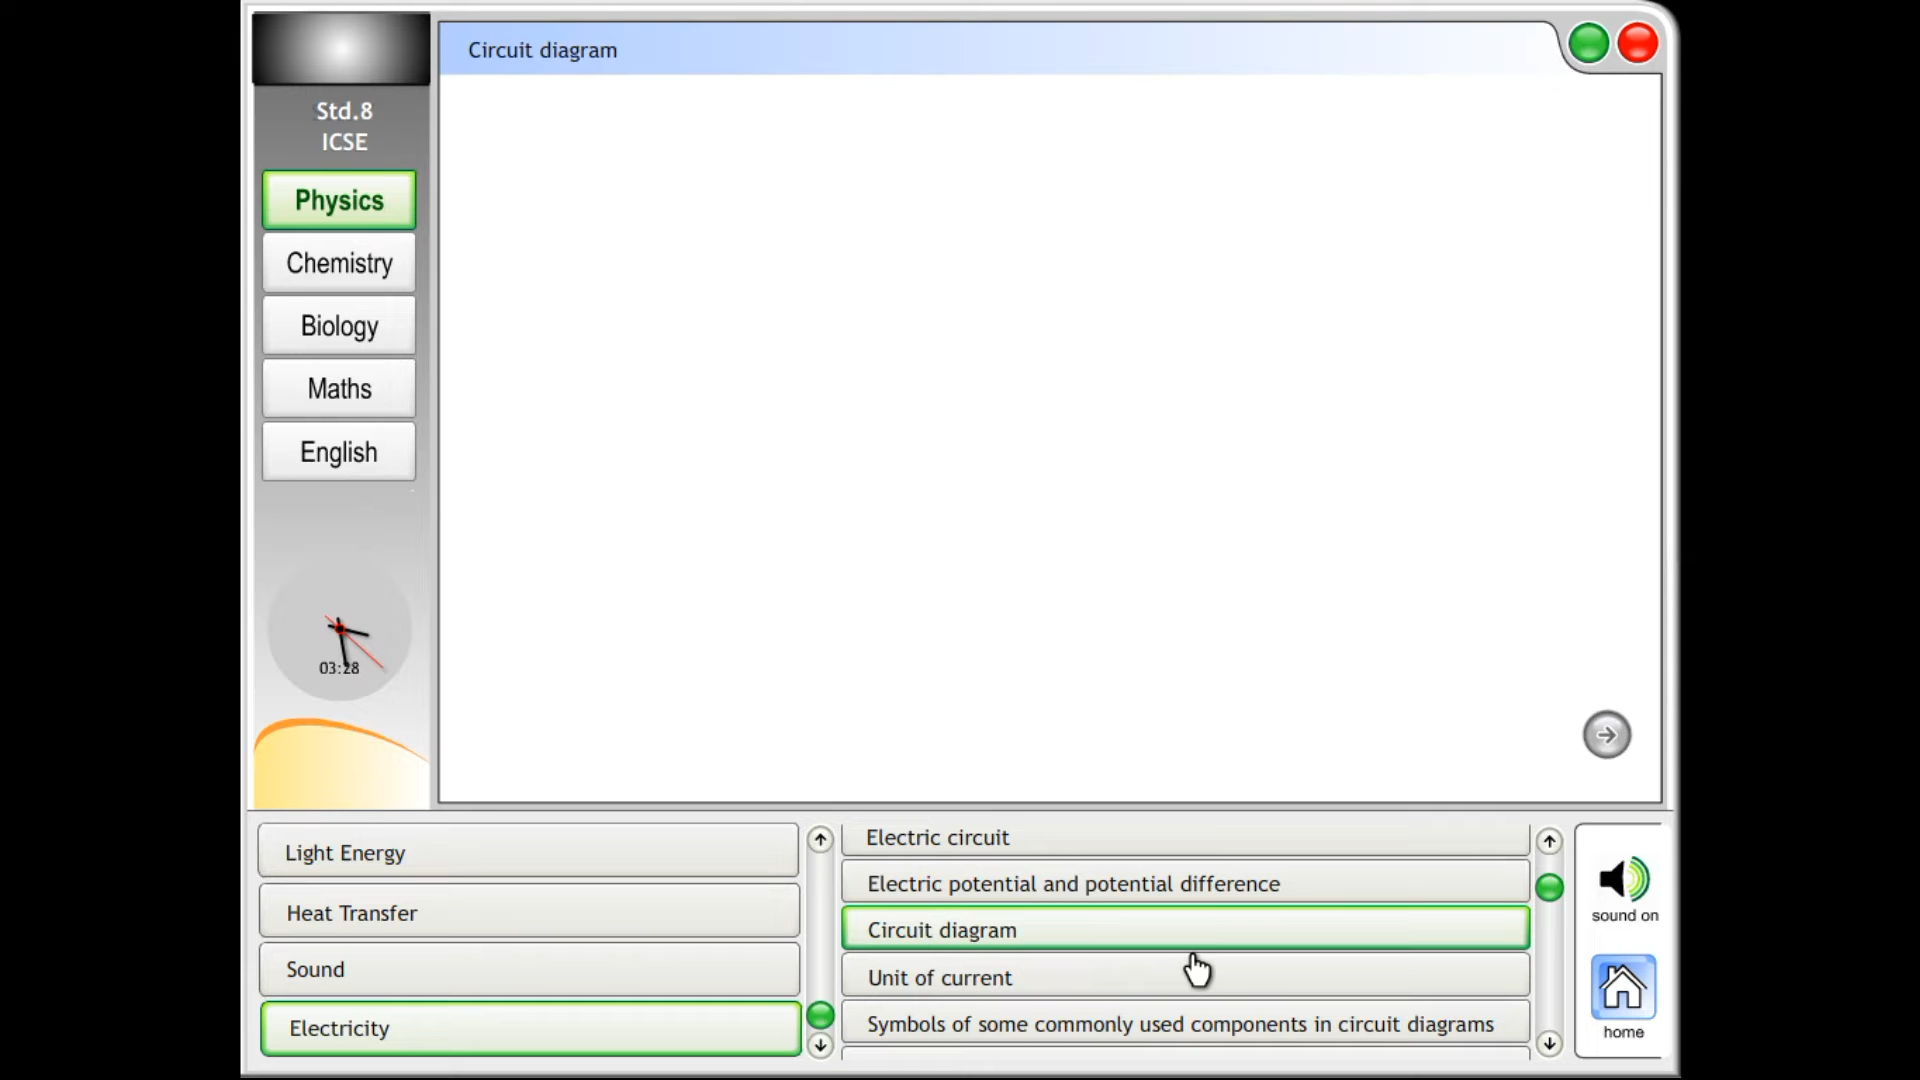 Circuit diagram
Std.8
ICSE
Physics
Chemistry
Biology
Maths
English
03:28
Light Energy
Heat Transfer
Sound
Electricity
Electric circuit
Electric potential and potential difference
Circuit diagram
Unit of current
Symbols of some commonly used components in circuit diagrams
sound on
home